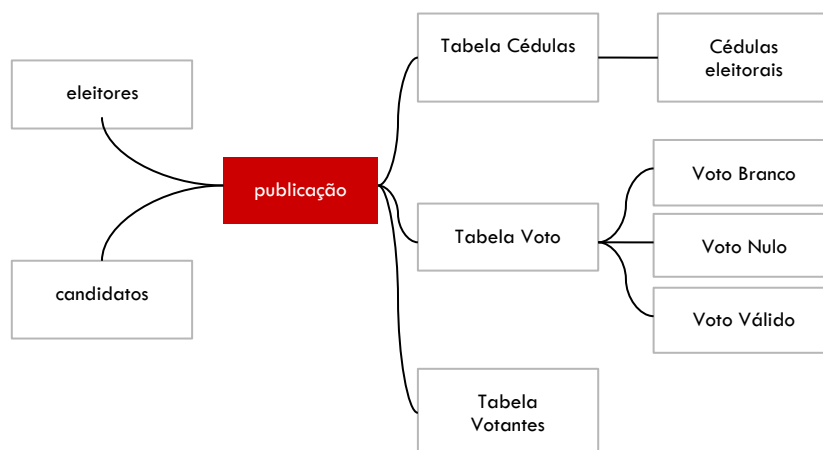 eleitores
candidatos
publicação
Tabela Cédulas
Cédulas
eleitorais
Tabela Voto
Voto Branco
Voto Nulo
Voto Válido
Tabela
Votantes